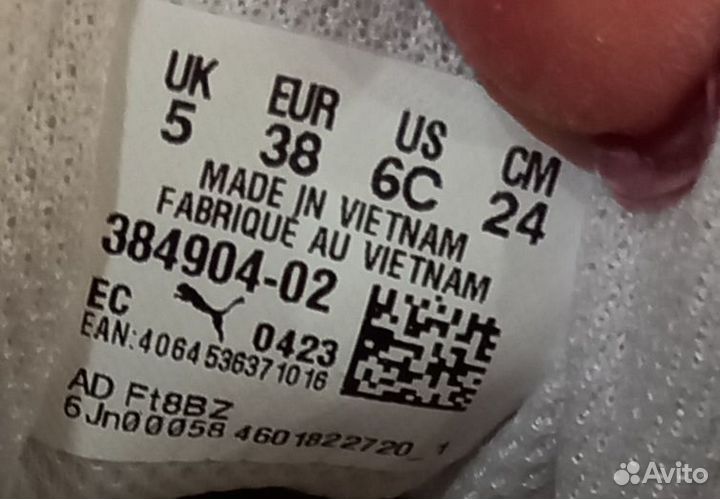 UK EUR US CM
5 38 6C 24
MADE IN VIETNAM
FABRIQUE AU VIETNAM
384904-02
EC 0423
EAN:4064536371016
AD Ft8BZ
6Jn00058 4601822720_1
Avito